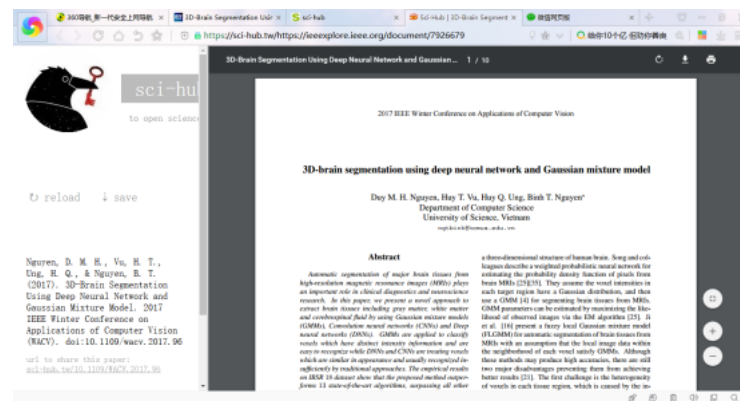 360导航_新一代安全上网导航
3D-Brain Segmentation Usin
sci-hub
Sci-Hub | 3D-Brain Segment
微信网页版
https://sci-hub.tw/https://ieeexplore.ieee.org/document/7926679
给你10个亿 但劝你善良
sci-hu
to open science
reload
save
Nguyen, D. M. H., Vu, H. T.,
Ung, H. Q., & Nguyen, B. T.
(2017). 3D-Brain Segmentation
Using Deep Neural Network and
Gaussian Mixture Model. 2017
IEEE Winter Conference on
Applications of Computer Vision
(WACV). doi:10.1109/wacv.2017.96
url to share this paper:
sci-hub.tw/10.1109/WACV.2017.96
3D-Brain Segmentation Using Deep Neural Network and Gaussian... 1 / 10
2017 IEEE Winter Conference on Applications of Computer Vision
3D-brain segmentation using deep neural network and Gaussian mixture model
Duy M. H. Nguyen, Huy T. Vu, Huy Q. Ung, Binh T. Nguyen*
Department of Computer Science
University of Science, Vietnam
Abstract
Automatic segmentation of major brain tissues from
high-resolution magnetic resonance images (MRIs) plays
an important role in clinical diagnostics and neuroscience
research. In this paper, we present a novel approach to
extract brain tissues including gray matter, white matter
and cerebrospinal fluid by using Gaussian mixture models
(GMMs), Convolution neural networks (CNNs) and Deep
neural networks (DNNs). GMMs are applied to classify
voxels which have distinct intensity information and are
easy to recognize while DNNs and CNNs are treating voxels
which are similar in appearance and usually recognized in-
sufficiently by traditional approaches. The empirical results
on IBSR 18 dataset show that the proposed method outper-
forms 13 state-of-the-art algorithms, surpassing all other
a three-dimensional structure of human brain. Song and col-
leagues describe a weighted probabilistic neural network for
estimating the probability density function of pixels from
brain MRIs [29][35]. They assume the voxel intensities in
each target region have a Gaussian distribution, and then
use a GMM [4] for segmenting brain tissues from MRIs.
GMM parameters can be estimated by maximizing the like-
lihood of observed images via the EM algorithm [25]. Ji
et al. [16] present a fuzzy local Gaussian mixture model
(FLGMM) for automatic segmentation of brain tissues from
MRIs with an assumption that the local image data within
the neighborhood of each voxel satisfy GMMs. Although
these methods may produce high accuracies, there are still
two major disadvantages preventing them from achieving
better results [21]. The first challenge is the heterogeneity
of voxels in each tissue region, which is caused by the in-